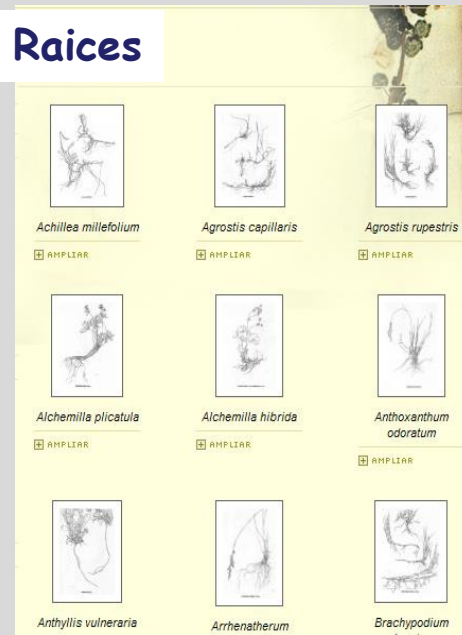 Raices
Achillea millefolium
Agrostis capillaris
Agrostis rupestris
AMPLIAR
AMPLIAR
AMPLIAR
Alchemilla plicatula
Alchemilla hibrida
Anthoxanthum
odoratum
AMPLIAR
AMPLIAR
AMPLIAR
Anthyllis vulneraria
Arrhenatherum
Brachypodium